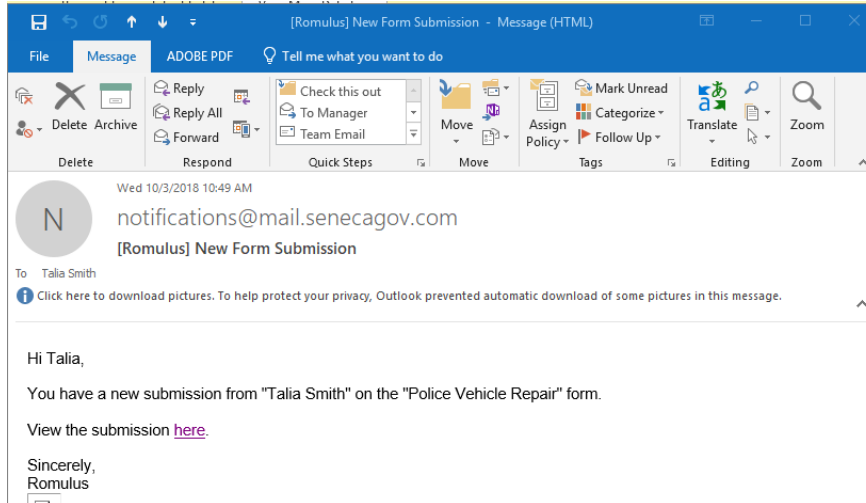 [Romulus] New Form Submission - Message (HTML)
File Message ADOBE PDF Tell me what you want to do
Delete Archive
Reply
Reply All
Forward
Check this out
To Manager
Team Email
Move
Assign Policy
Mark Unread
Categorize
Follow Up
Translate
Zoom
Delete Respond Quick Steps Move Tags Editing Zoom
Wed 10/3/2018 10:49 AM
N
notifications@mail.senecagov.com
[Romulus] New Form Submission
To Talia Smith
Click here to download pictures. To help protect your privacy, Outlook prevented automatic download of some pictures in this message.
Hi Talia,
You have a new submission from "Talia Smith" on the "Police Vehicle Repair" form.
View the submission here.
Sincerely,
Romulus